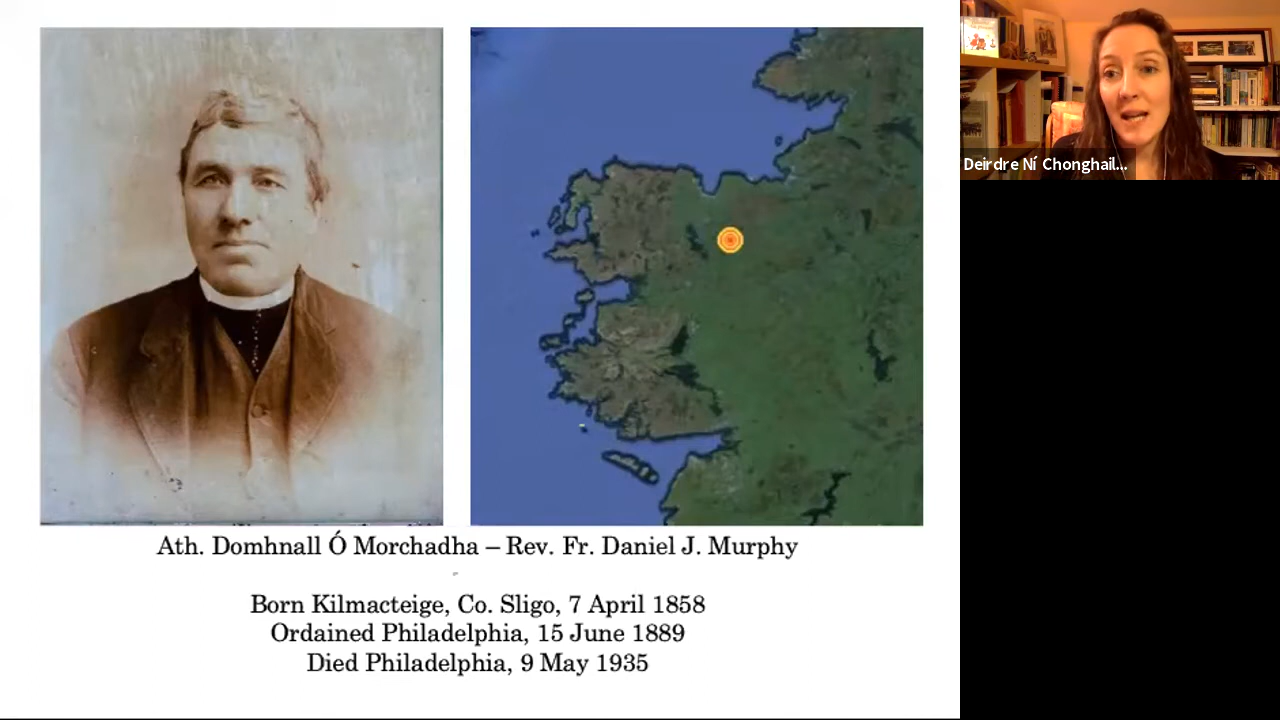 Ath. Domhnall Ó Morchadha – Rev. Fr. Daniel J. Murphy
Born Kilmacteige, Co. Sligo, 7 April 1858
Ordained Philadelphia, 15 June 1889
Died Philadelphia, 9 May 1935
Deirdre Ní Chonghail...